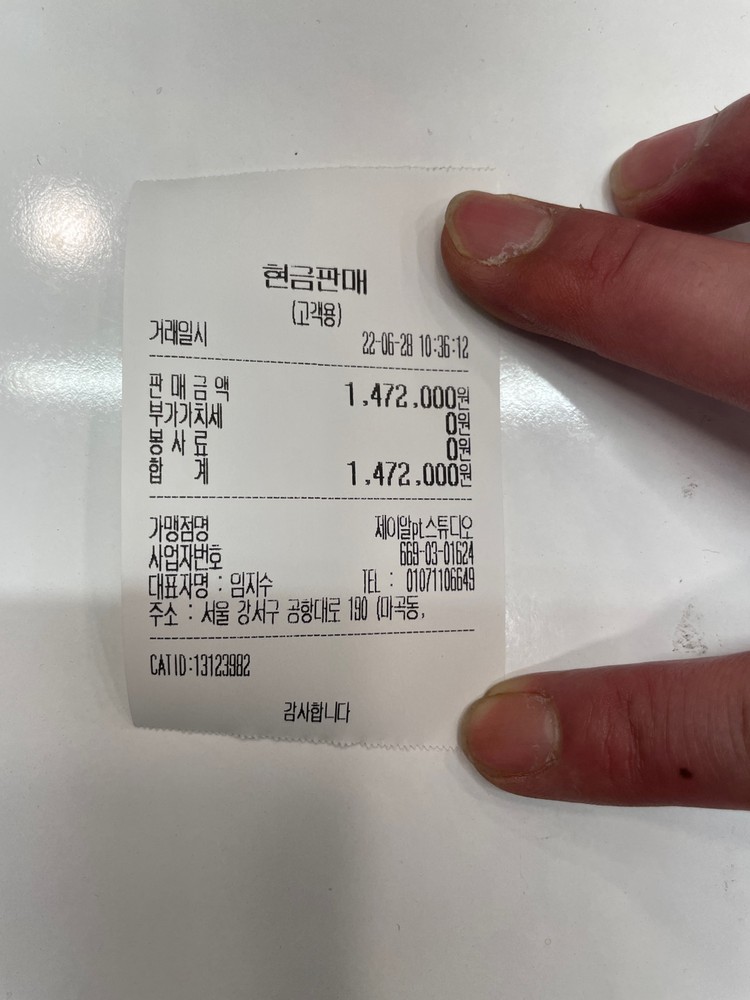 현금판매
(고객용)
거래일시 22-06-28 10:36:12
판매금액 1,472,000원
부가가치세 0원
봉사료 0원
합 계 1,472,000원
가맹점명 제이알pt스튜디오
사업자번호 669-03-01624
대표자명 : 임지수 TEL : 01071106649
주소 : 서울 강서구 공항대로 190 (마곡동,
CATID:13123982
감사합니다